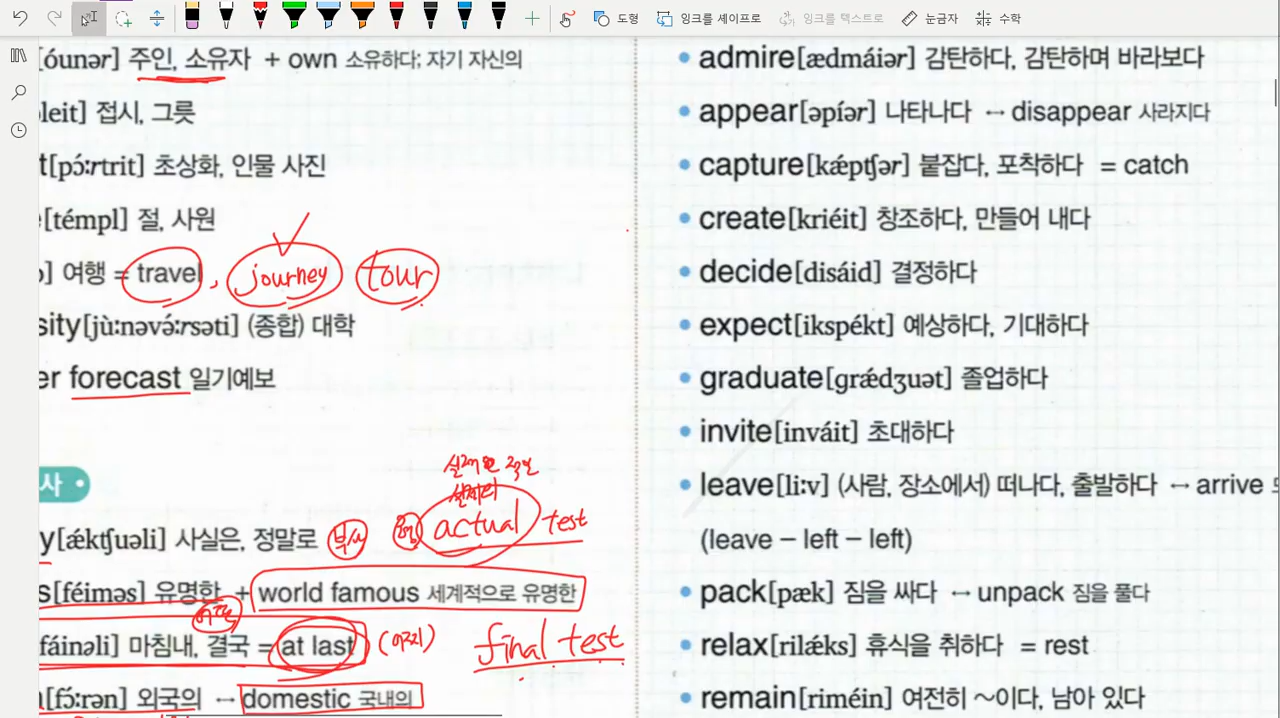 도형
잉크를 셰이프로
잉크를 텍스트로
눈금자
수학
[óunər] 주인, 소유자 + own 소유하다; 자기 자신의
leit] 접시, 그릇
t[pɔ́ːrtrit] 초상화, 인물 사진
[témpl] 절, 사원
] 여행 = travel, journey tour
sity[jùːnəvə́ːrsəti] (종합) 대학
er forecast 일기예보
실제의
사
actual test
y[ǽktʃuəli] 사실은, 정말로 부사
s[féiməs] 유명한 + world famous 세계적으로 유명한
fáinəli] 마침내, 결국 = at last final test
[fɔ́ːrən] 외국의 ↔ domestic 국내의
admire[ædmáiər] 감탄하다, 감탄하며 바라보다
appear[əpíər] 나타나다 ↔ disappear 사라지다
capture[kǽptʃər] 붙잡다, 포착하다 = catch
create[kriéit] 창조하다, 만들어 내다
decide[disáid] 결정하다
expect[ikspékt] 예상하다, 기대하다
graduate[grǽdʒuət] 졸업하다
invite[inváit] 초대하다
leave[liːv] (사람, 장소에서) 떠나다, 출발하다 ↔ arrive
(leave – left – left)
pack[pæk] 짐을 싸다 ↔ unpack 짐을 풀다
relax[rilǽks] 휴식을 취하다 = rest
remain[riméin] 여전히 ~이다, 남아 있다